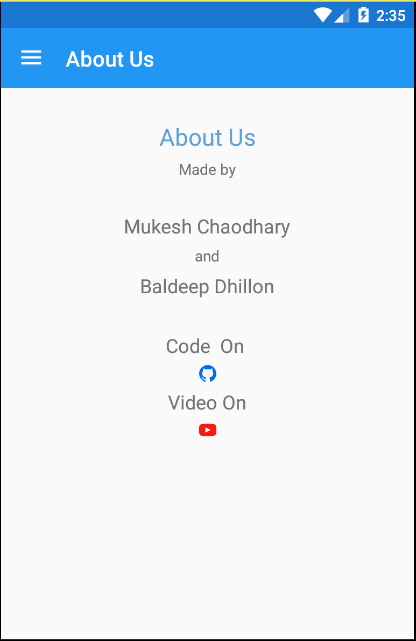 2:35
About Us
About Us
Made by
Mukesh Chaodhary
and
Baldeep Dhillon
Code  On
Video On